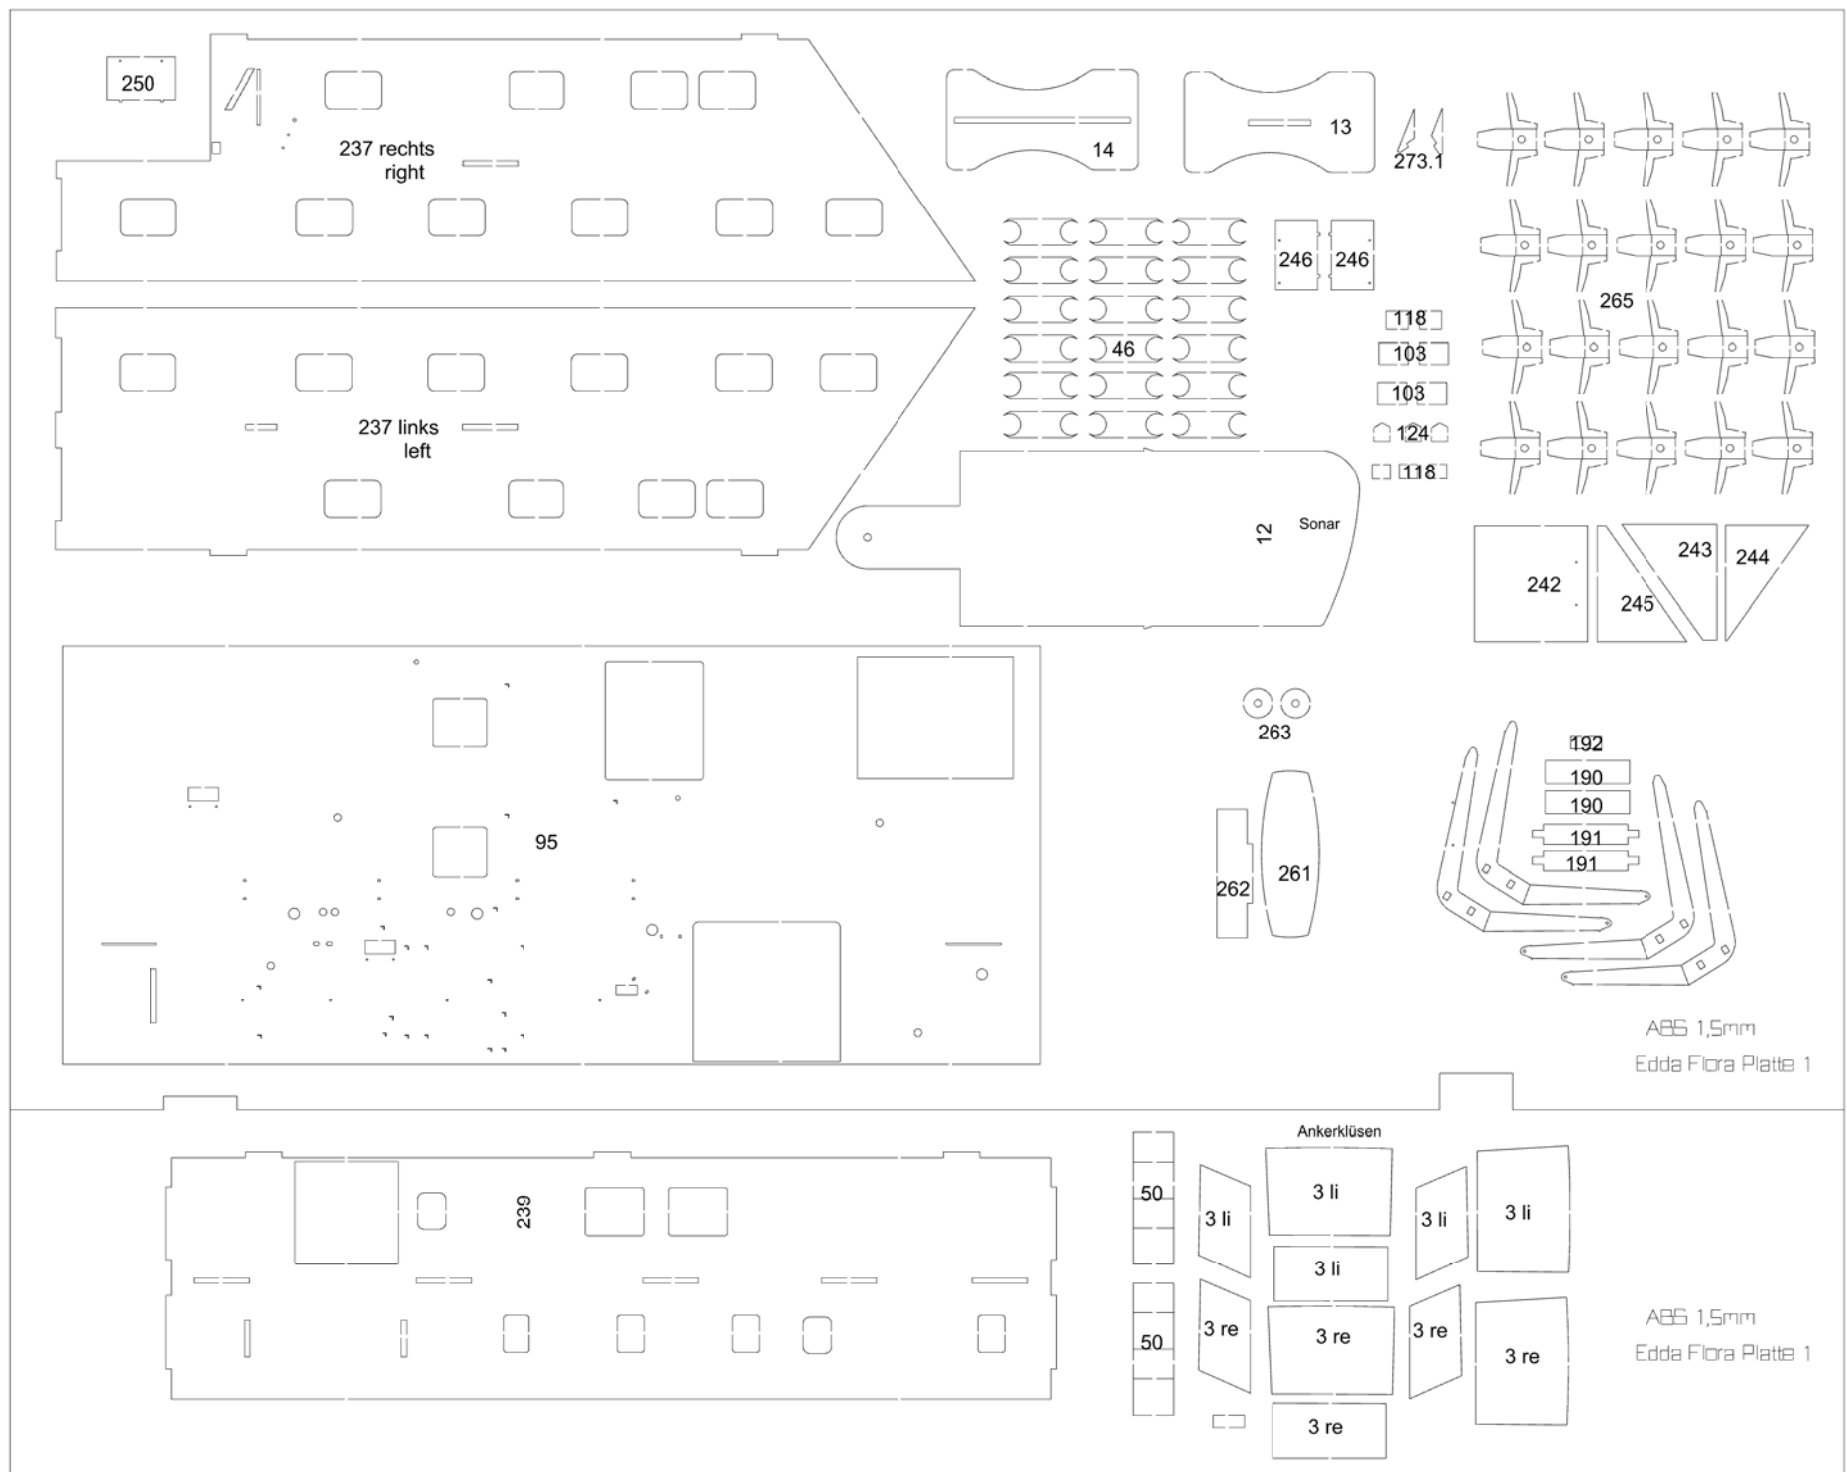 250
237 rechts
right
14
13
273.1
246
246
265
118
103
46
103
124
118
237 links
left
12
Sonar
242
245
243
244
263
192
190
190
191
191
95
262
261
ABS 1,5mm
Edda Flora Platte 1
Ankerklüsen
239
50
3 li
3 li
3 li
3 li
3 li
50
3 re
3 re
3 re
3 re
3 re
ABS 1,5mm
Edda Flora Platte 1